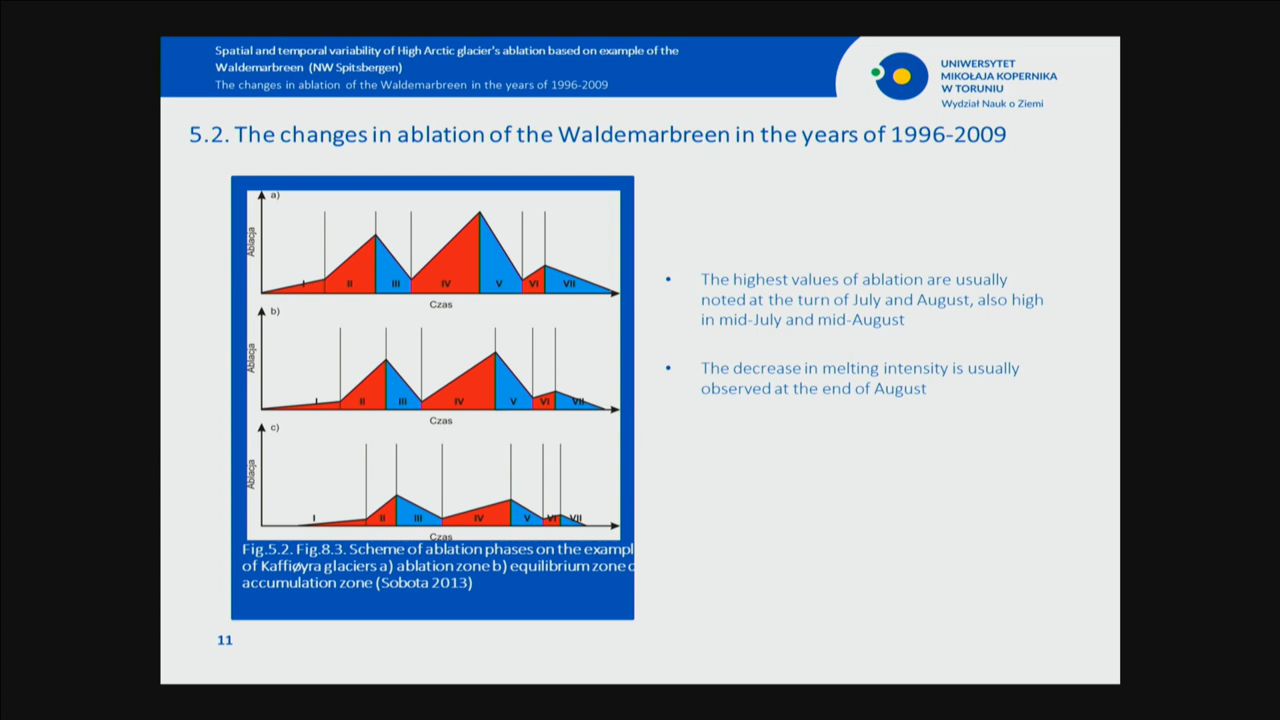 Spatial and temporal variability of High Arctic glacier's ablation based on example of the
Waldemarbreen (NW Spitsbergen)
The changes in ablation of the Waldemarbreen in the years of 1996-2009
UNIWERSYTET
MIKOŁAJA KOPERNIKA
W TORUNIU
Wydział Nauk o Ziemi
5.2. The changes in ablation of the Waldemarbreen in the years of 1996-2009
a)
Ablacja
I II III IV V VI VII
Czas
b)
Ablacja
I II III IV V VI VII
Czas
c)
Ablacja
I II III IV V VI VII
Czas
Fig.5.2. Fig.8.3. Scheme of ablation phases on the exampl
of Kaffiøyra glaciers a) ablation zone b) equilibrium zone c
accumulation zone (Sobota 2013)
• The highest values of ablation are usually
noted at the turn of July and August, also high
in mid-July and mid-August
• The decrease in melting intensity is usually
observed at the end of August
11